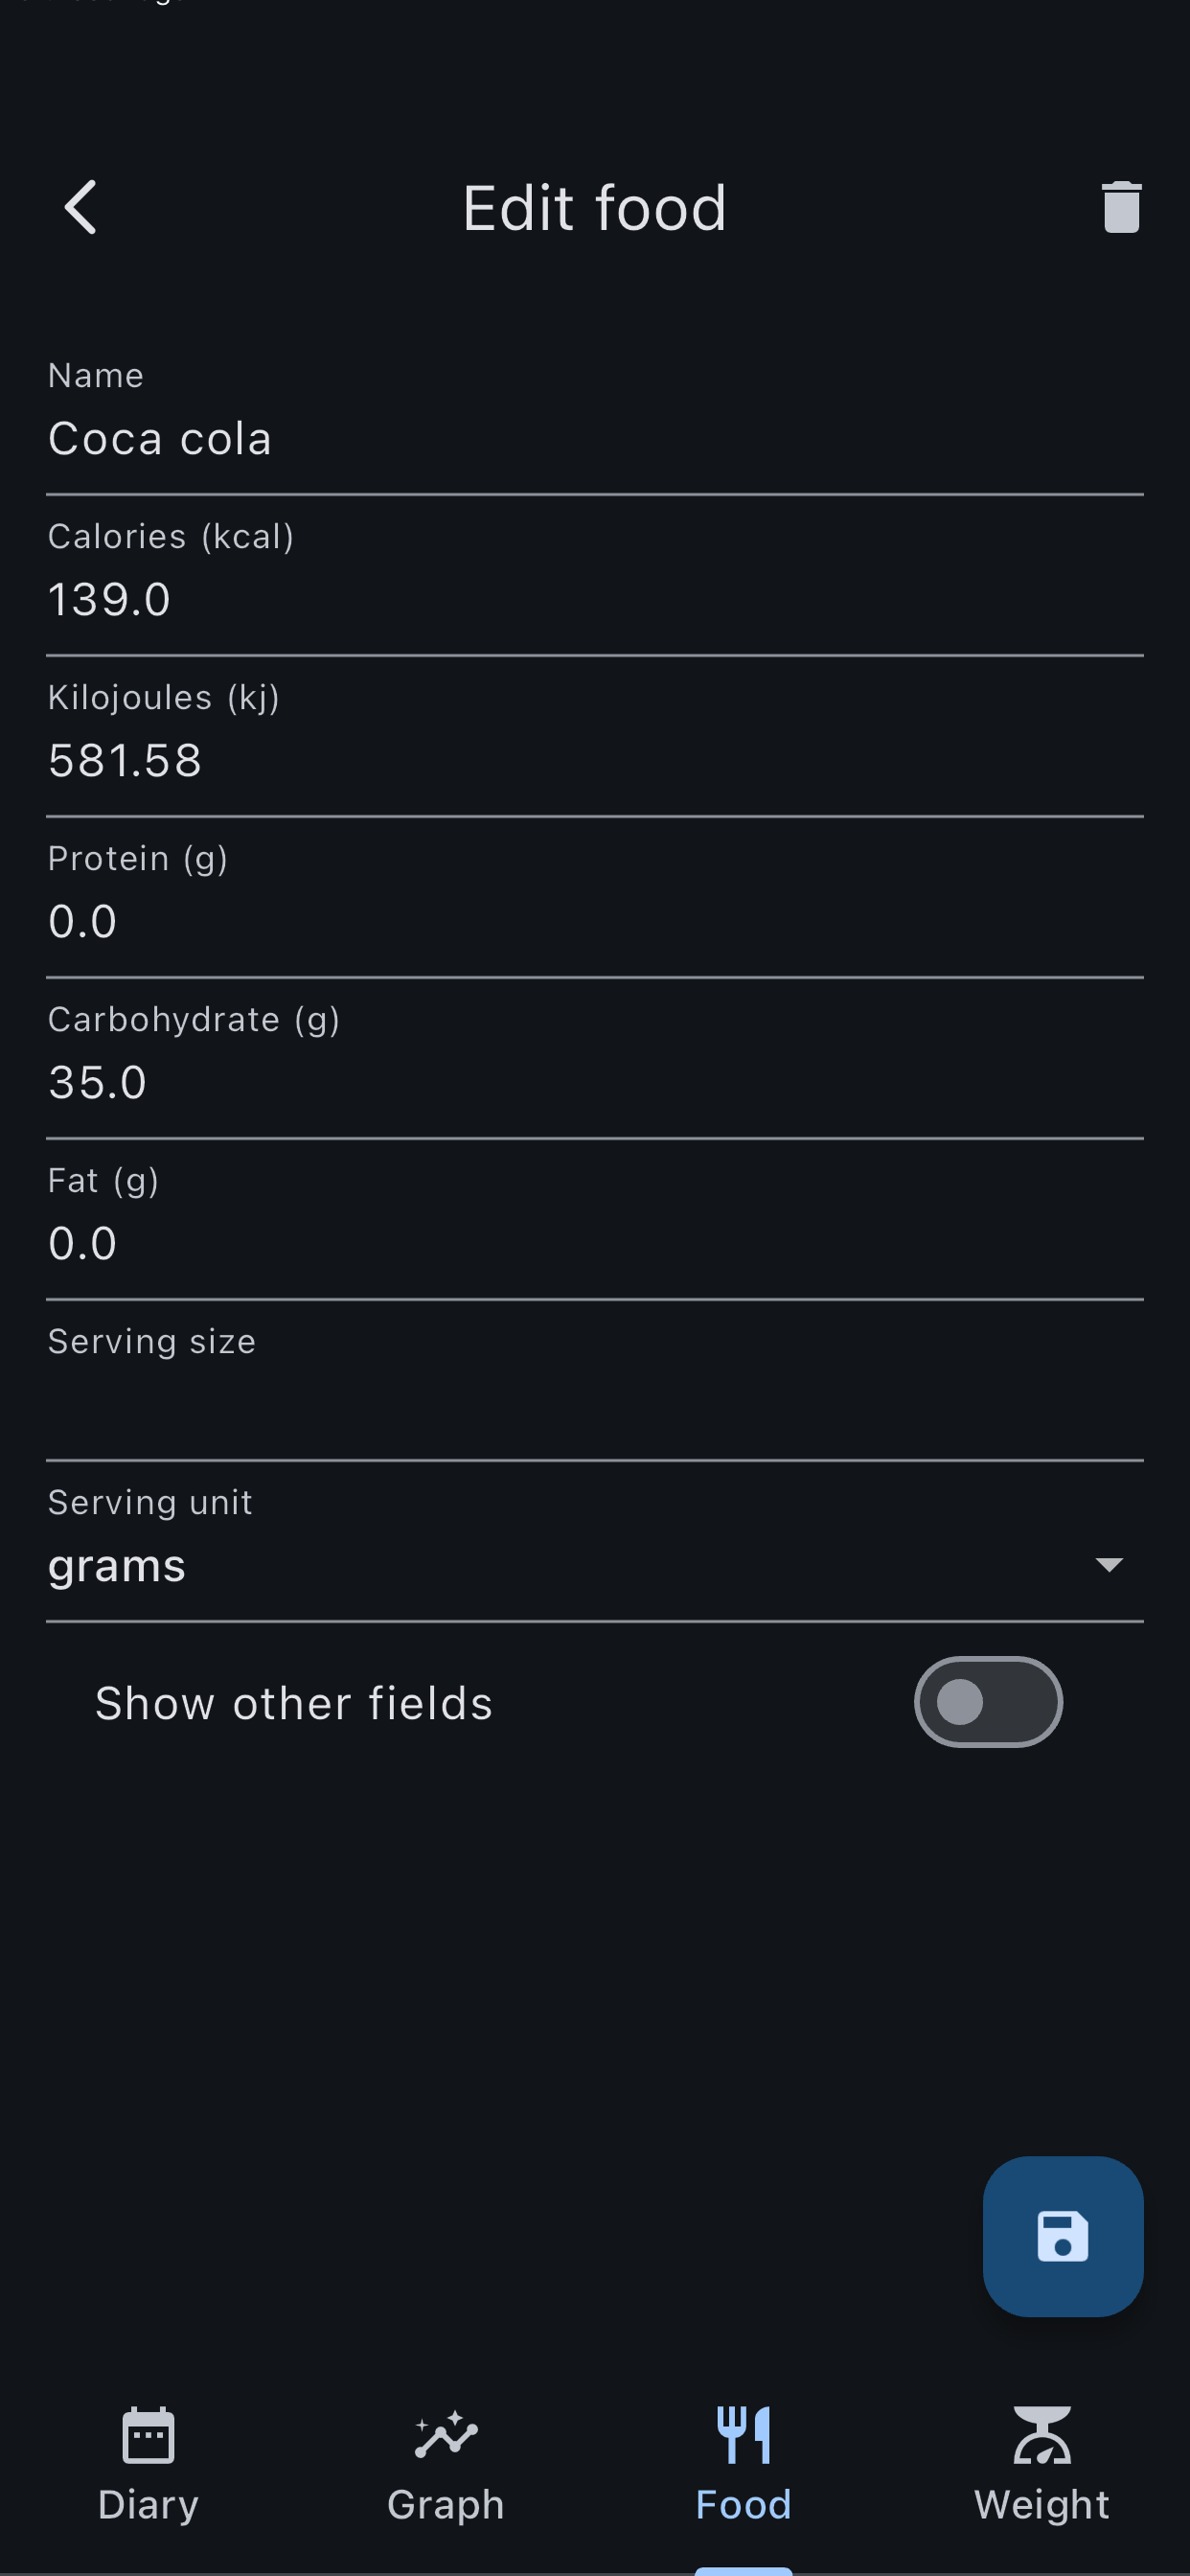 Edit food
Name
Coca cola
Calories (kcal)
139.0
Kilojoules (kj)
581.58
Protein (g)
0.0
Carbohydrate (g)
35.0
Fat (g)
0.0
Serving size
Serving unit
grams
Show other fields
Diary
Graph
Food
Weight